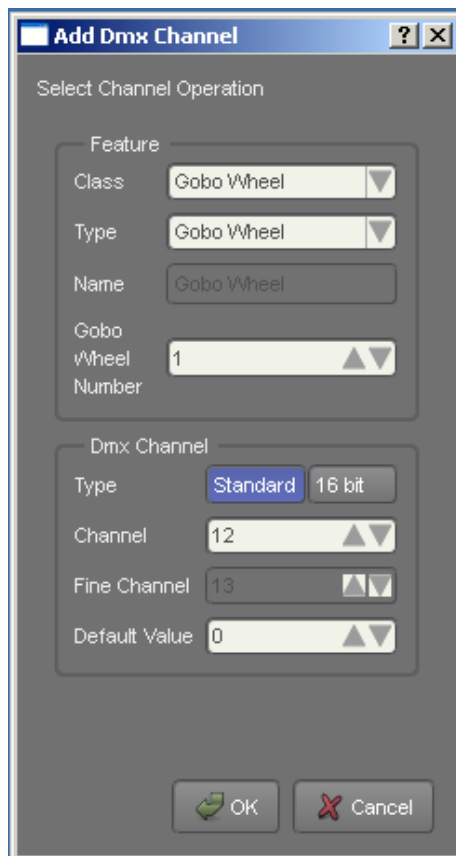 Add Dmx Channel
Select Channel Operation
Feature
Class Gobo Wheel
Type Gobo Wheel
Name Gobo Wheel
Gobo
Wheel 1
Number
Dmx Channel
Type Standard 16 bit
Channel 12
Fine Channel 13
Default Value 0
OK Cancel